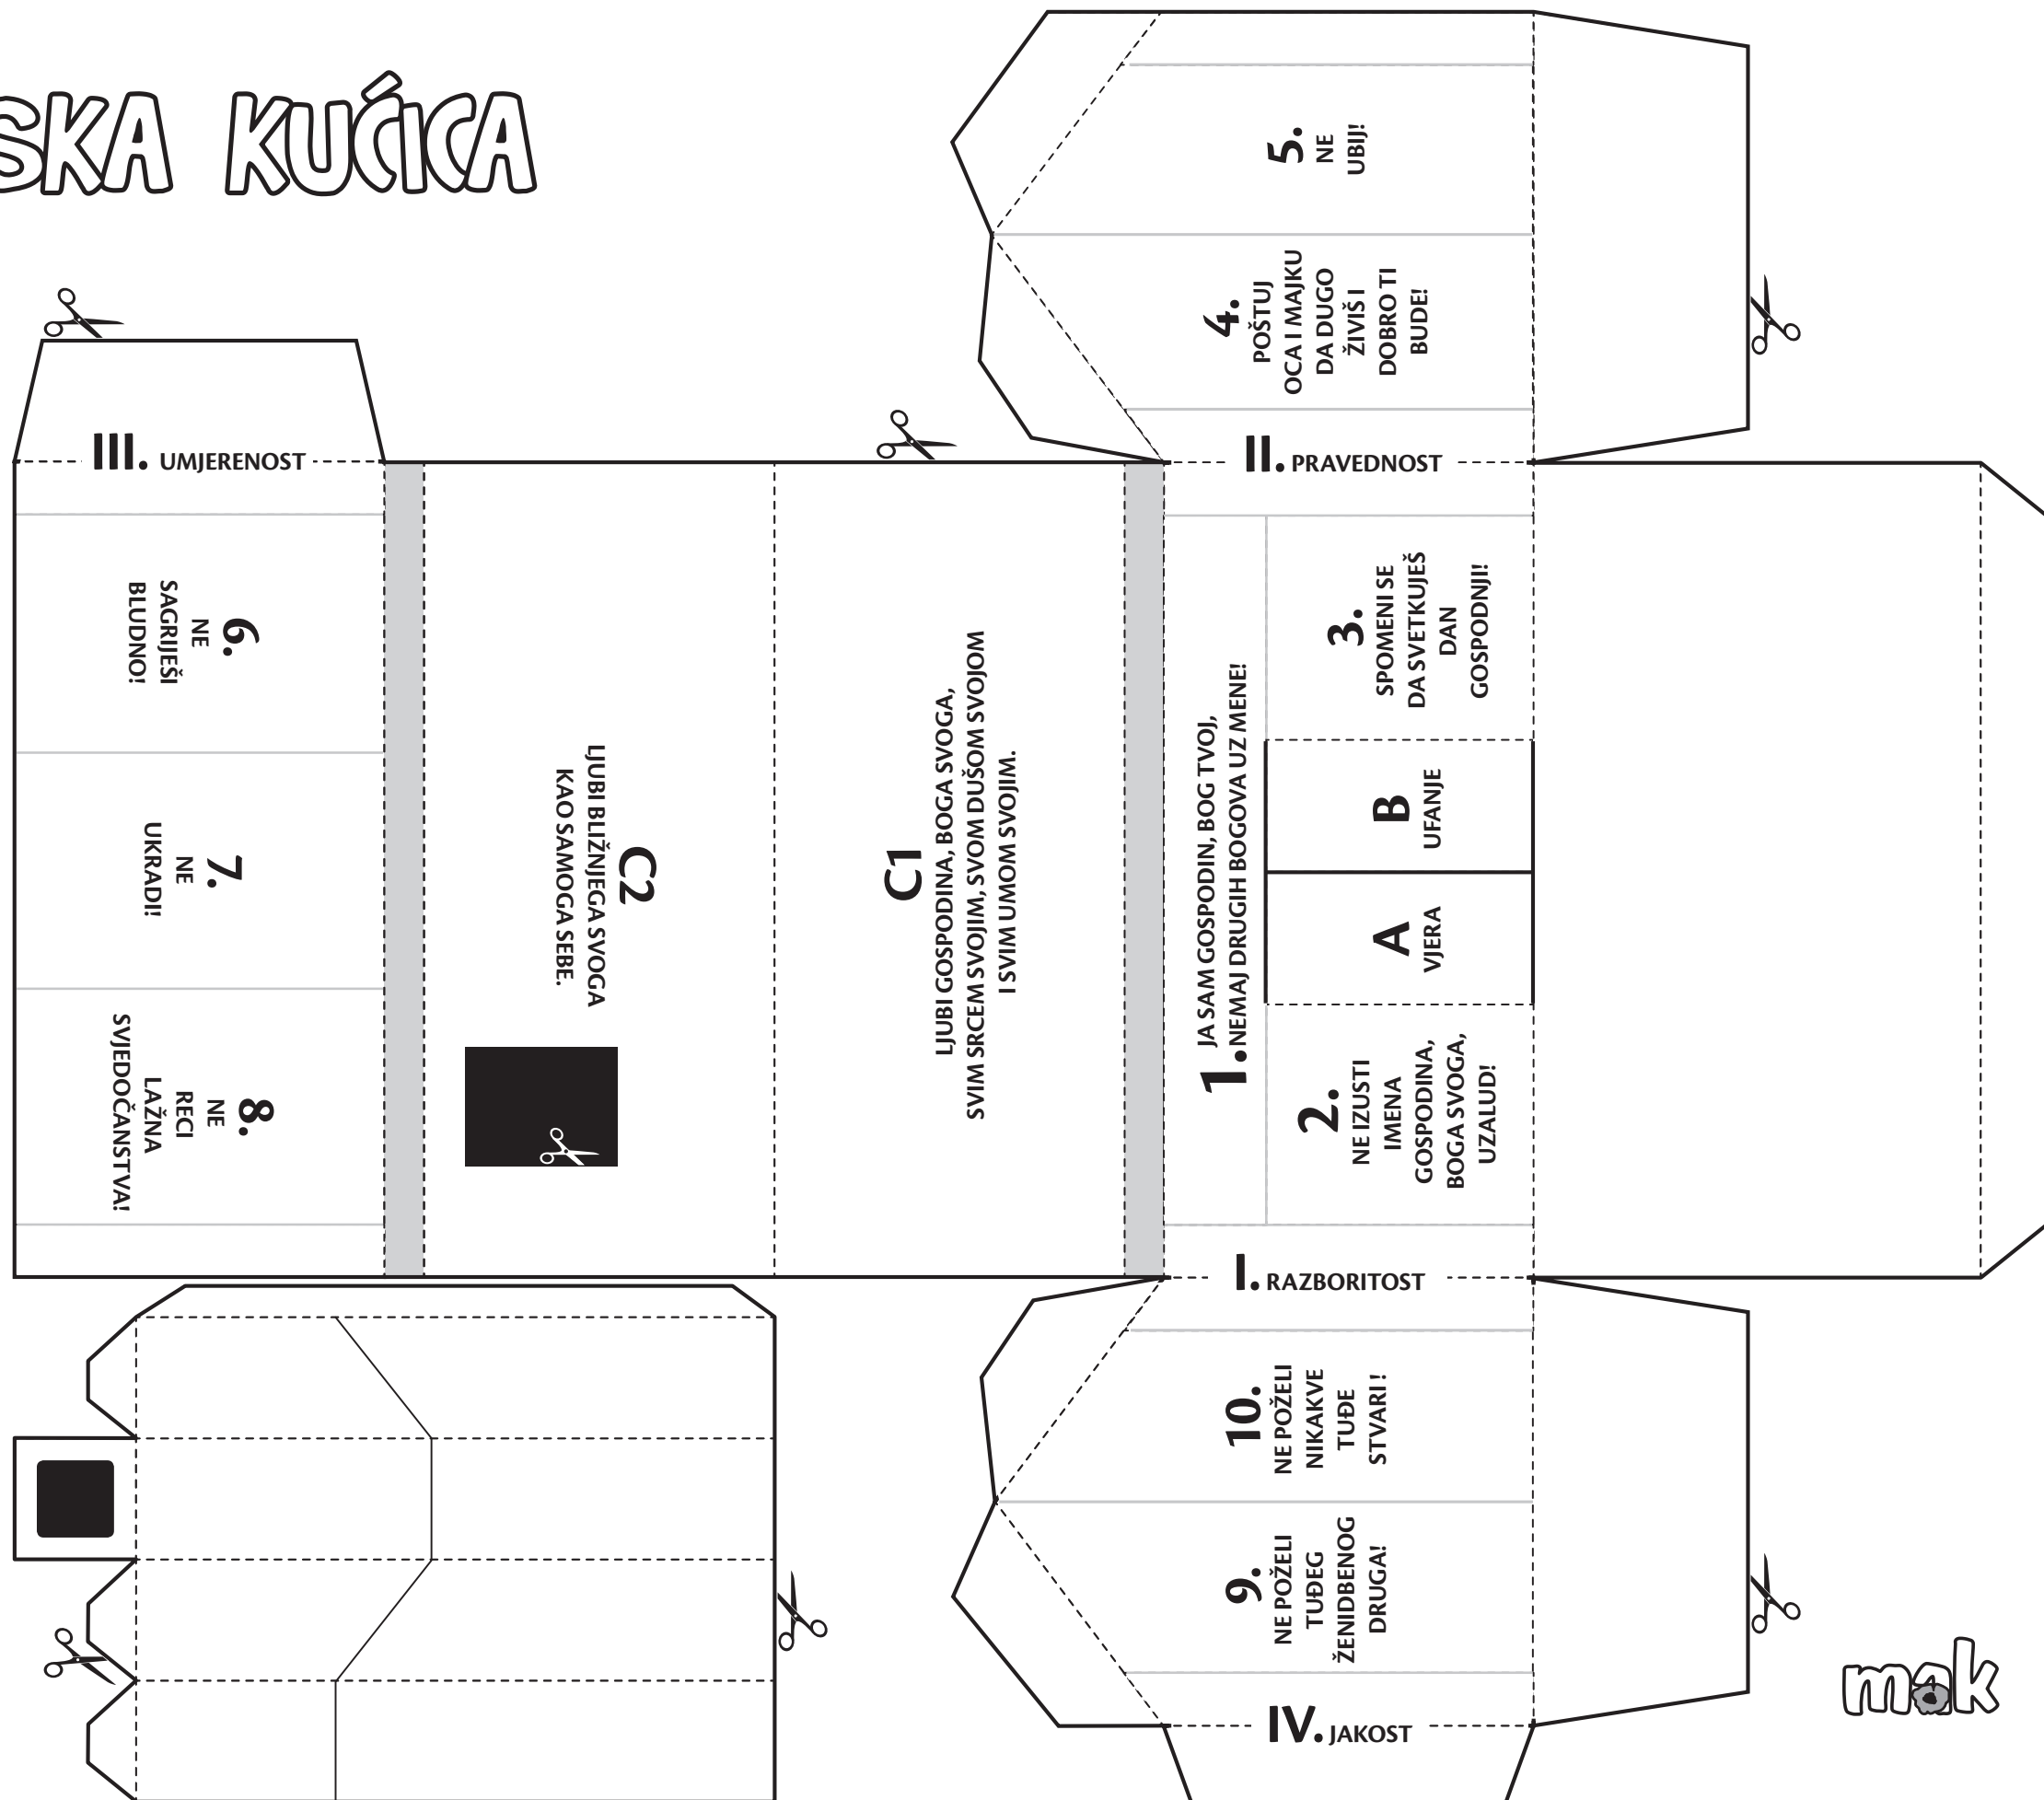 SKA KUĆICA
5.
NE
UBIJ!
4.
POŠTUJ
OCA I MAJKU
DA DUGO
ŽIVIŠ I
DOBRO TI
BUDE!
III. UMJERENOST
II. PRAVEDNOST
6.
NE
SAGRIJEŠI
BLUDNO!
7.
NE
UKRADI!
8.
NE
RECI
LAŽNA
SVJEDOČANSTVA!
C2
LJUBI BLIŽNJEGA SVOGA
KAO SAMOGA SEBE.
C1
LJUBI GOSPODINA, BOGA SVOGA,
SVIM SRCEM SVOJIM, SVOM DUŠOM SVOJOM
I SVIM UMOM SVOJIM.
1. JA SAM GOSPODIN, BOG TVOJ,
NEMAJ DRUGIH BOGOVA UZ MENE!
3.
SPOMENI SE
DA SVETKUJEŠ
DAN
GOSPODNJI!
B
UFANJE
A
VJERA
2.
NE IZUSTI
IMENA
GOSPODINA,
BOGA SVOGA,
UZALUD!
I. RAZBORITOST
10.
NE POŽELI
NIKAKVE
TUĐE
STVARI !
9.
NE POŽELI
TUĐEG
ŽENIDBENOG
DRUGA!
IV. JAKOST
mak